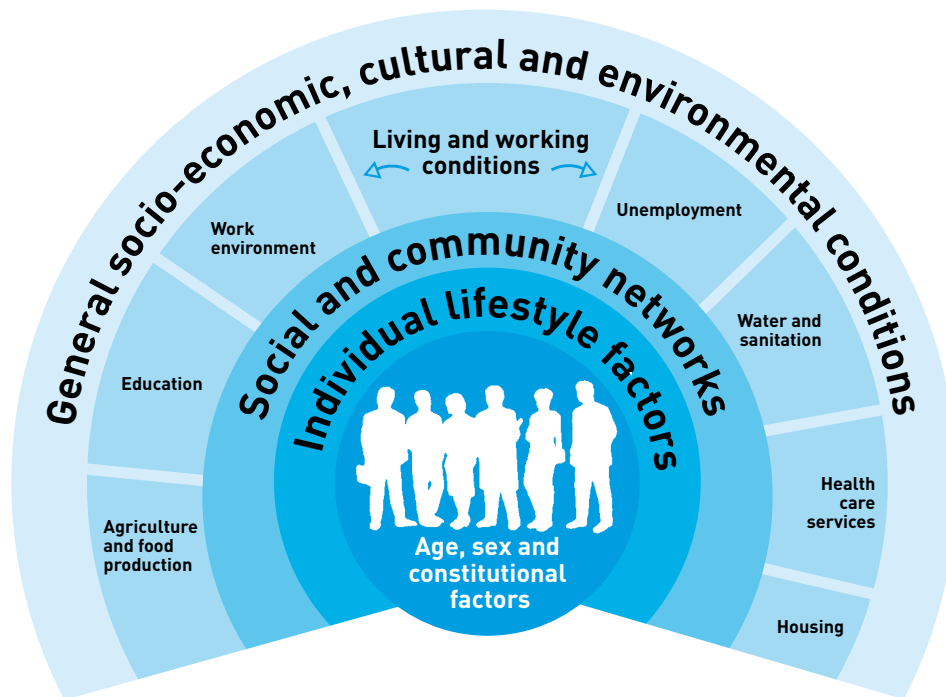 General socio-economic, cultural and environmental conditions
Living and working
conditions
Work
environment
Unemployment
Education
Water and
sanitation
Agriculture
and food
production
Health
care
services
Housing
Social and community networks
Individual lifestyle factors
Age, sex and
constitutional
factors